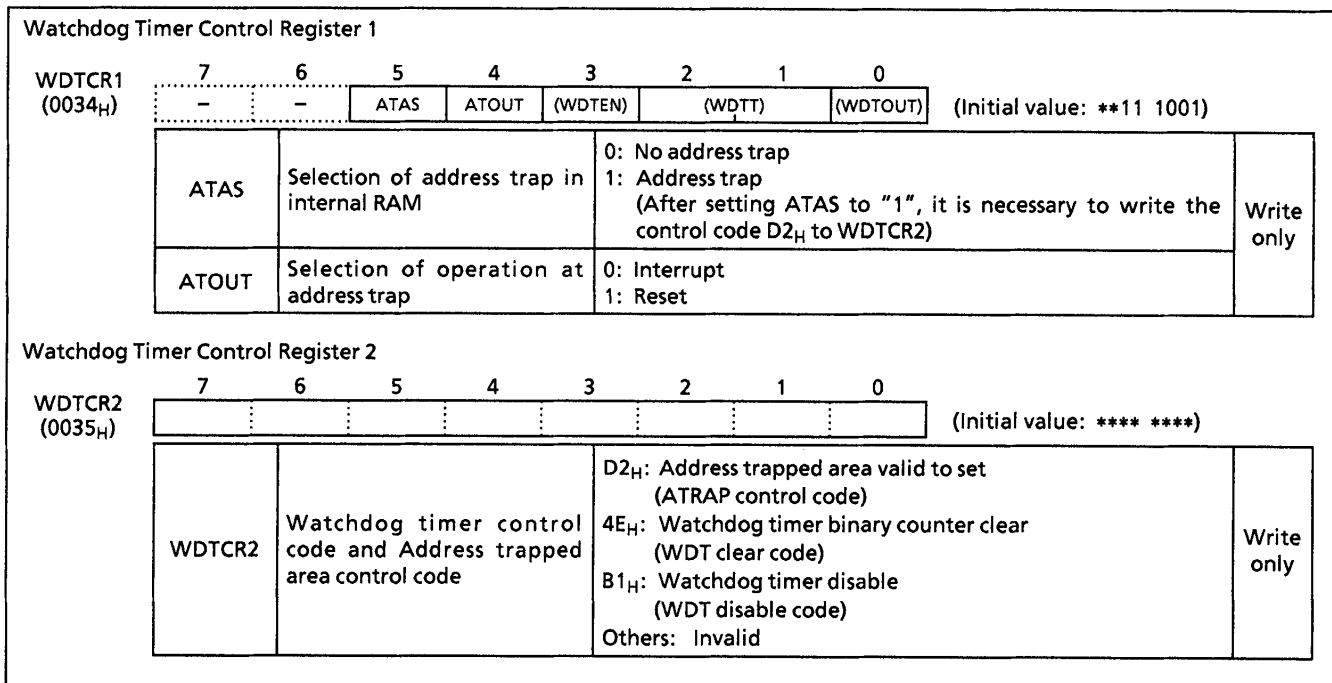 Watchdog Timer Control Register 1
7 6 5 4 3 2 1 0
WDTCR1
(0034H)
– – ATAS ATOUT (WDTEN) (WDTT) (WDTOUT) (Initial value: **11 1001)
ATAS
Selection of address trap in
internal RAM
0: No address trap
1: Address trap
(After setting ATAS to "1", it is necessary to write the
control code D2H to WDTCR2)
Write
only
ATOUT
Selection of operation at
address trap
0: Interrupt
1: Reset
Watchdog Timer Control Register 2
7 6 5 4 3 2 1 0
WDTCR2
(0035H)
(Initial value: **** ****)
WDTCR2
Watchdog timer control
code and Address trapped
area control code
D2H: Address trapped area valid to set
(ATRAP control code)
4EH: Watchdog timer binary counter clear
(WDT clear code)
B1H: Watchdog timer disable
(WDT disable code)
Others: Invalid
Write
only